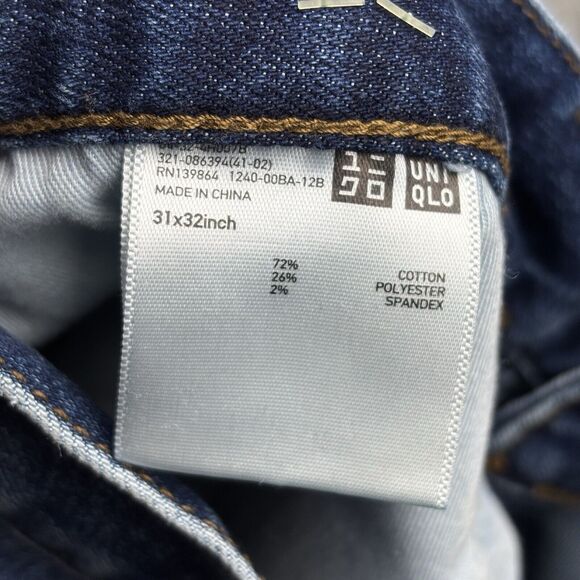 321-086394(41-02)
RN139864 1240-00BA-12B
MADE IN CHINA
31x32inch
ユニ
クロ
UNI
QLO
72% COTTON
26% POLYESTER
2% SPANDEX